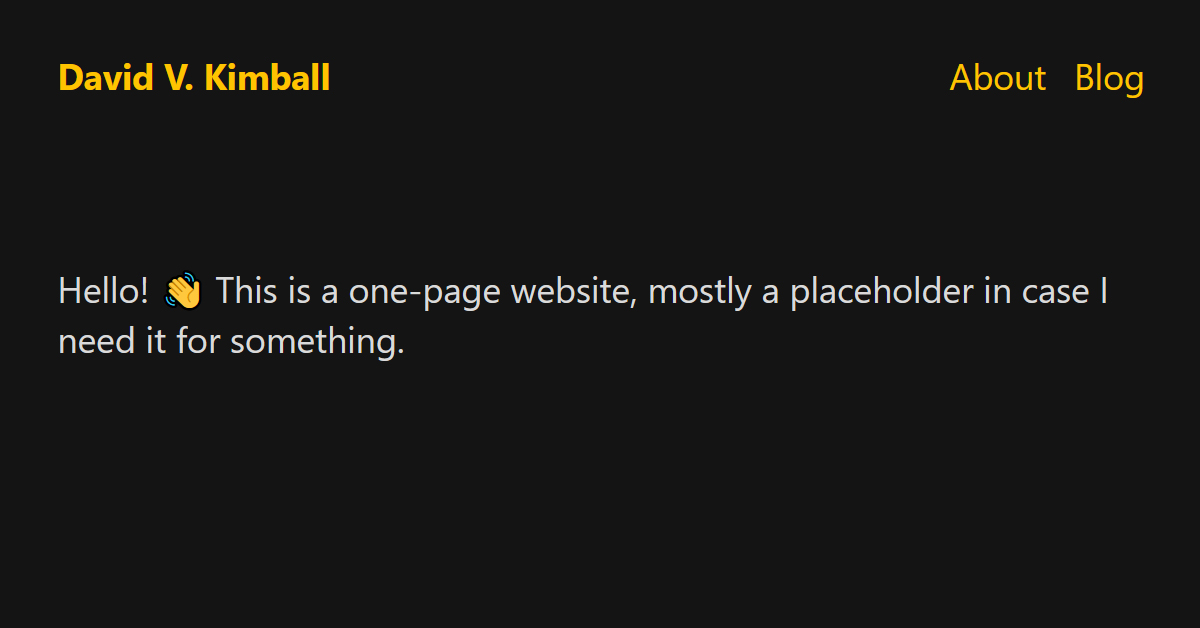 David V. Kimball
About Blog
Hello! 👋 This is a one-page website, mostly a placeholder in case I
need it for something.